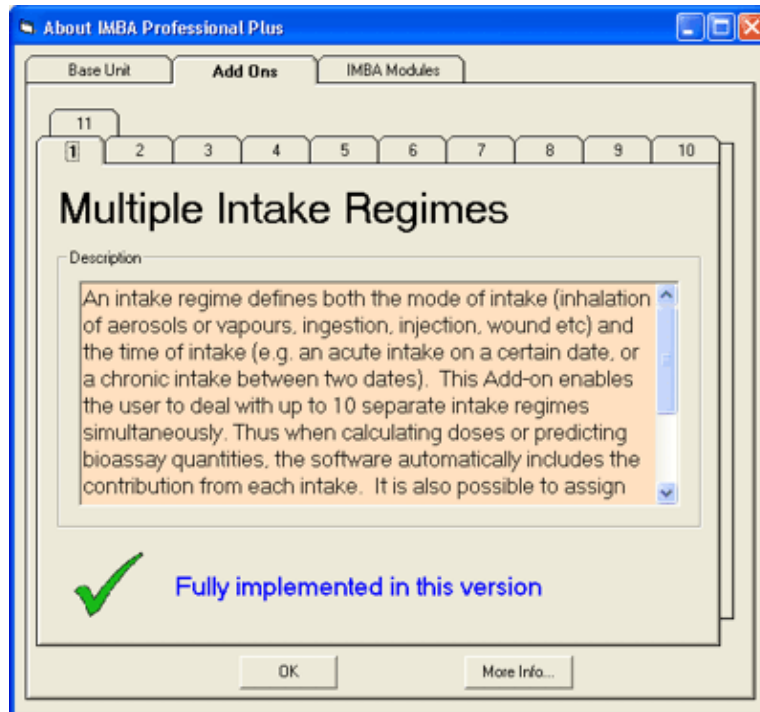 About IMBA Professional Plus
Base Unit
Add Ons
IMBA Modules
11
1 2 3 4 5 6 7 8 9 10
Multiple Intake Regimes
Description
An intake regime defines both the mode of intake (inhalation
of aerosols or vapours, ingestion, injection, wound etc) and
the time of intake (e.g. an acute intake on a certain date, or
a chronic intake between two dates).  This Add-on enables
the user to deal with up to 10 separate intake regimes
simultaneously. Thus when calculating doses or predicting
bioassay quantities, the software automatically includes the
contribution from each intake.  It is also possible to assign
Fully implemented in this version
OK
More Info...